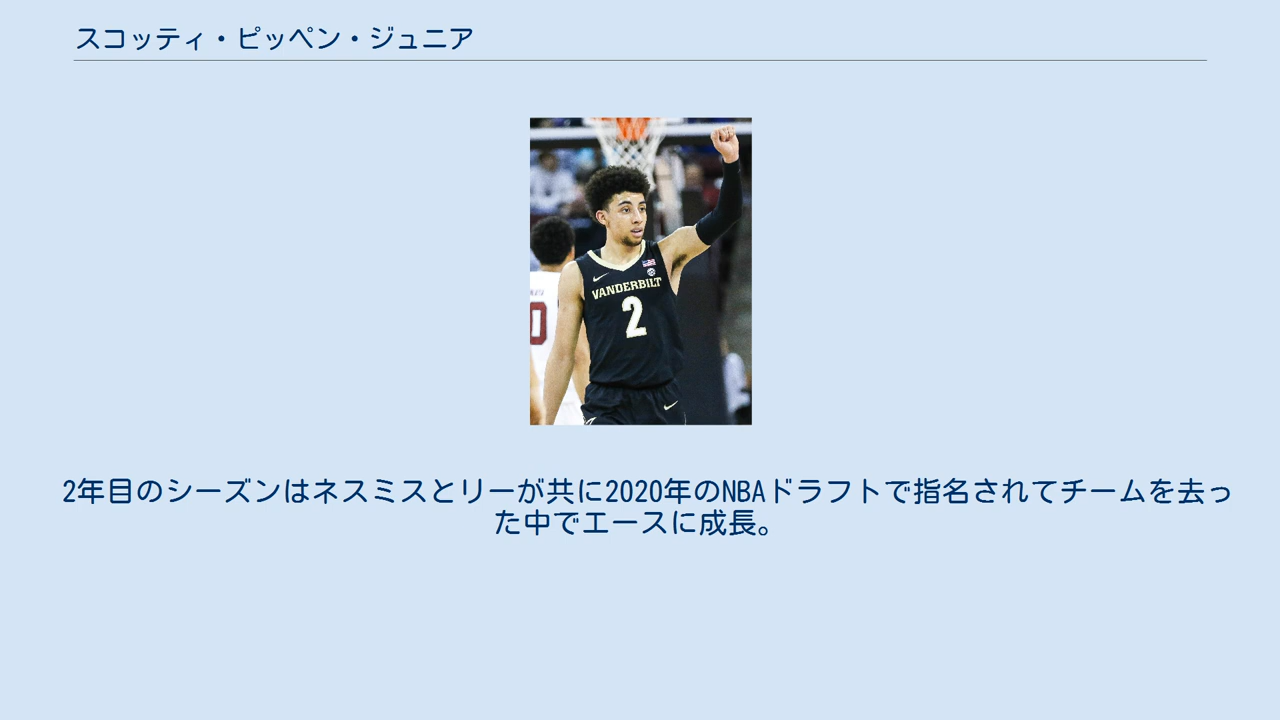 スコッティ・ピッペン・ジュニア
VANDERBILT
2
0
2年目のシーズンはネスミスとリーが共に2020年のNBAドラフトで指名されてチームを去っ
た中でエースに成長。